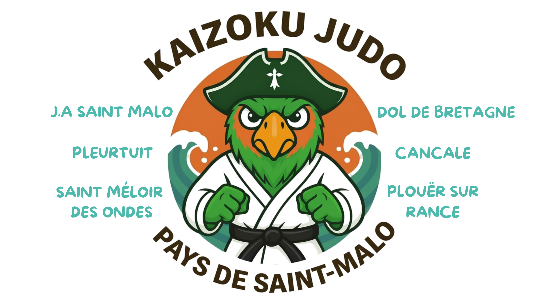 KAIZOKU JUDO
J.A SAINT MALO
DOL DE BRETAGNE
PLEURTUIT
CANCALE
SAINT MÉLOIR
DES ONDES
PLOUËR SUR
RANCE
PAYS DE SAINT-MALO